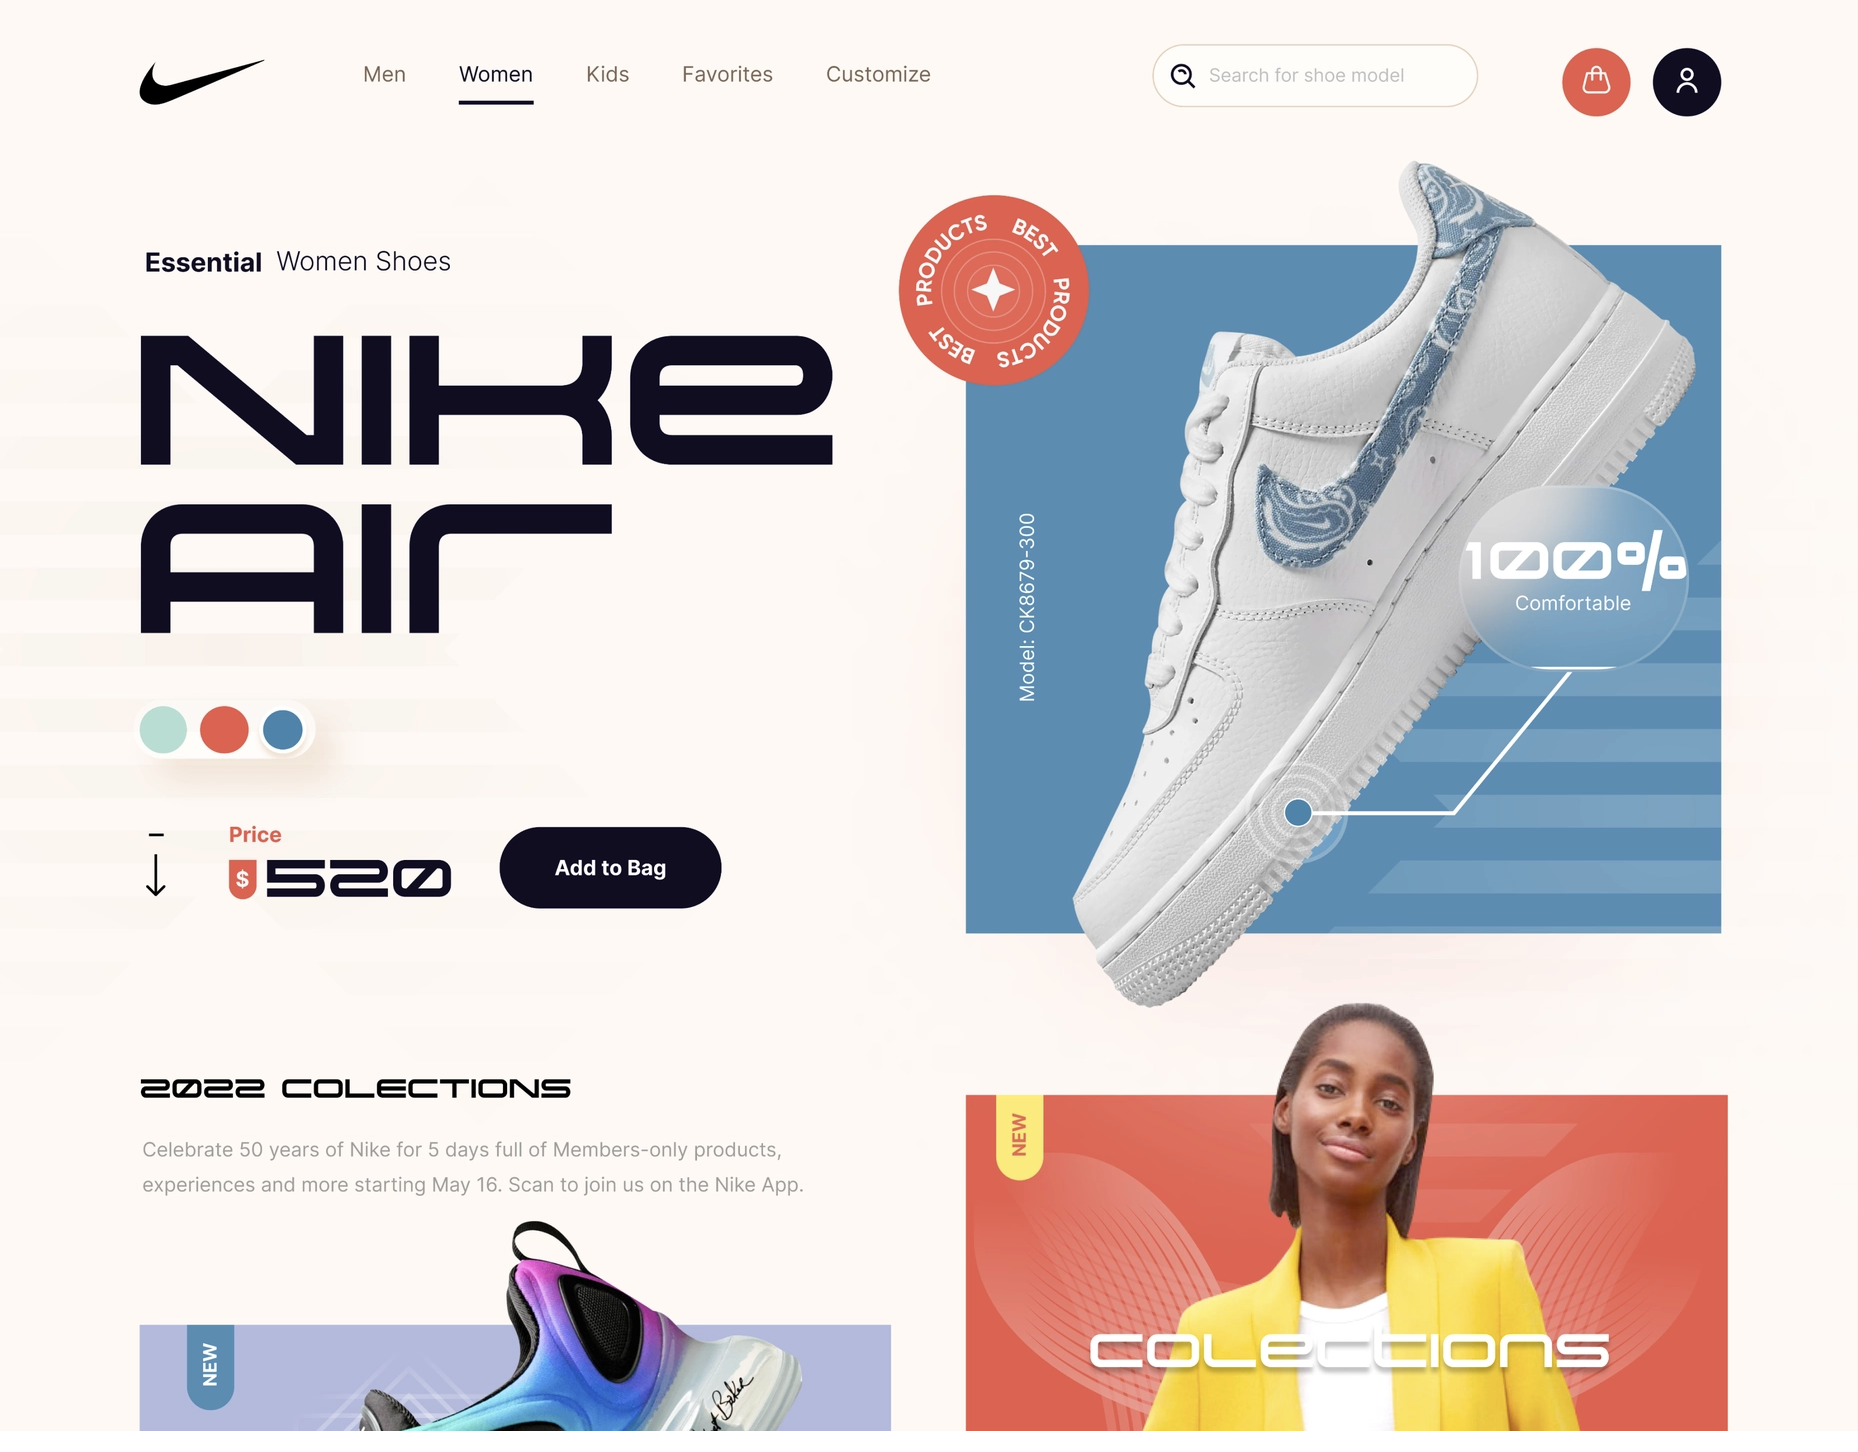 Men Women Kids Favorites Customize
Search for shoe model
Essential Women Shoes
BEST PRODUCTS BEST PRODUCTS
NIKE
AIR
Model: CK8679-300
100%
Comfortable
Price
$ 520
Add to Bag
2022 COLECTIONS
Celebrate 50 years of Nike for 5 days full of Members-only products,
experiences and more starting May 16. Scan to join us on the Nike App.
NEW
NEW
colections